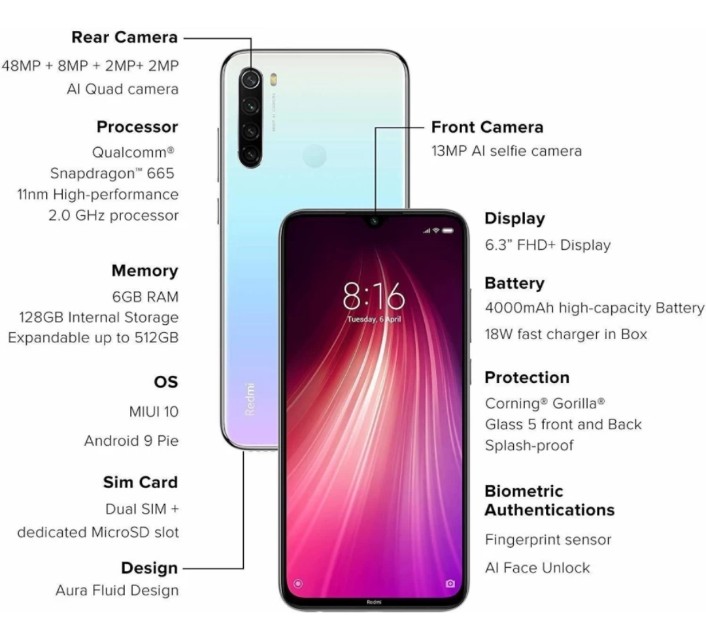 Rear Camera
48MP + 8MP + 2MP+ 2MP
AI Quad camera
Processor
Qualcomm®
Snapdragon™ 665
11nm High-performance
2.0 GHz processor
Memory
6GB RAM
128GB Internal Storage
Expandable up to 512GB
OS
MIUI 10
Android 9 Pie
Sim Card
Dual SIM +
dedicated MicroSD slot
Design
Aura Fluid Design
Redmi
8:16
Tuesday, 6 April
Redmi
Front Camera
13MP AI selfie camera
Display
6.3” FHD+ Display
Battery
4000mAh high-capacity Battery
18W fast charger in Box
Protection
Corning® Gorilla®
Glass 5 front and Back
Splash-proof
Biometric
Authentications
Fingerprint sensor
AI Face Unlock